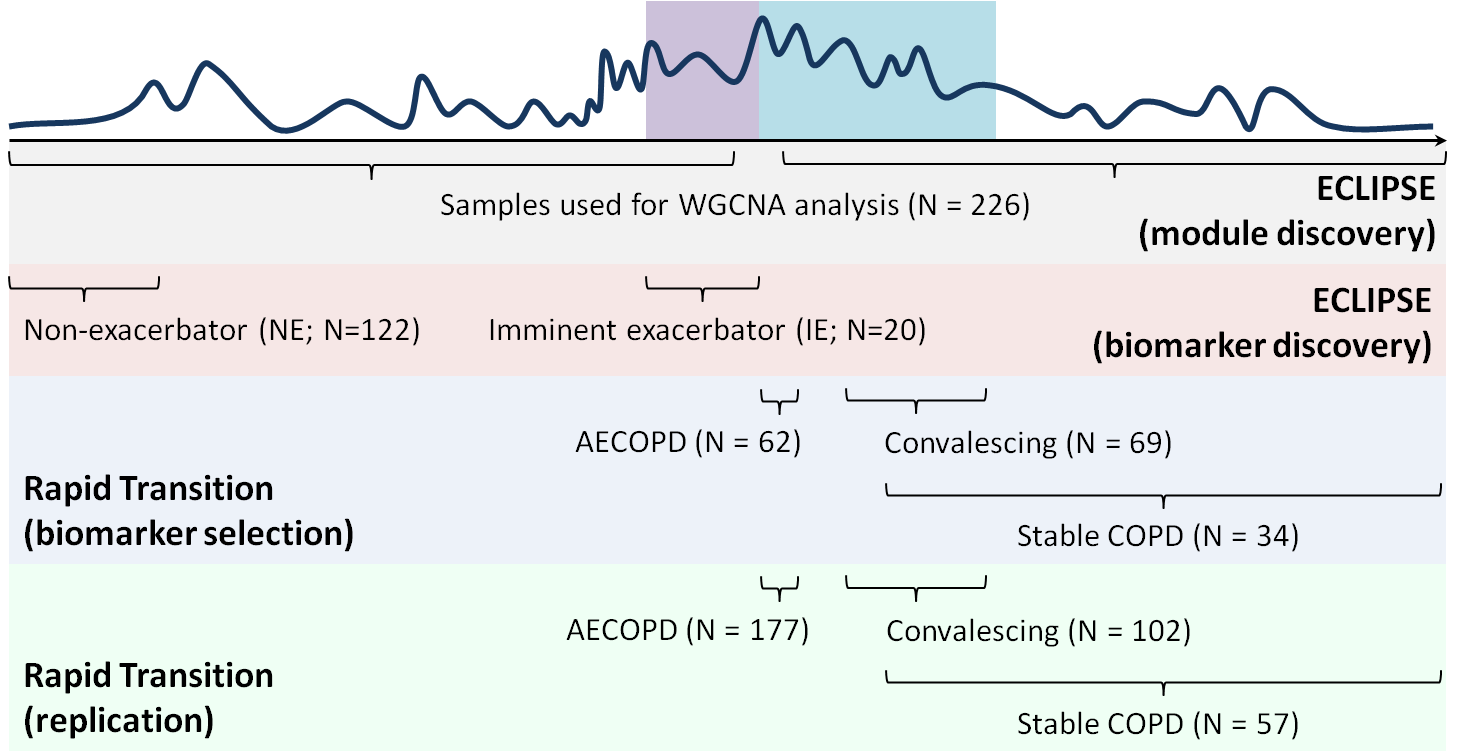 Samples used for WGCNA analysis (N = 226)
ECLIPSE
(module discovery)
Non-exacerbator (NE; N=122)
Imminent exacerbator (IE; N=20)
ECLIPSE
(biomarker discovery)
AECOPD (N = 62)
Convalescing (N = 69)
Rapid Transition
(biomarker selection)
Stable COPD (N = 34)
AECOPD (N = 177)
Convalescing (N = 102)
Rapid Transition
(replication)
Stable COPD (N = 57)